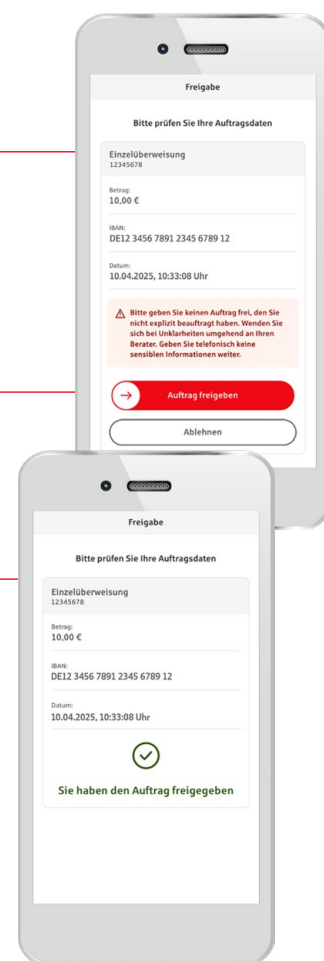 Freigabe
Bitte prüfen Sie Ihre Auftragsdaten
Einzelüberweisung
12345678
Betrag:
10,00 €
IBAN:
DE12 3456 7891 2345 6789 12
Datum:
10.04.2025, 10:33:08 Uhr
Bitte geben Sie keinen Auftrag frei, den Sie
nicht explizit beauftragt haben. Wenden Sie
sich bei Unklarheiten umgehend an Ihren
Berater. Geben Sie telefonisch keine
sensiblen Informationen weiter.
Auftrag freigeben
Ablehnen
Freigabe
Bitte prüfen Sie Ihre Auftragsdaten
Einzelüberweisung
12345678
Betrag:
10,00 €
IBAN:
DE12 3456 7891 2345 6789 12
Datum:
10.04.2025, 10:33:08 Uhr
Sie haben den Auftrag freigegeben